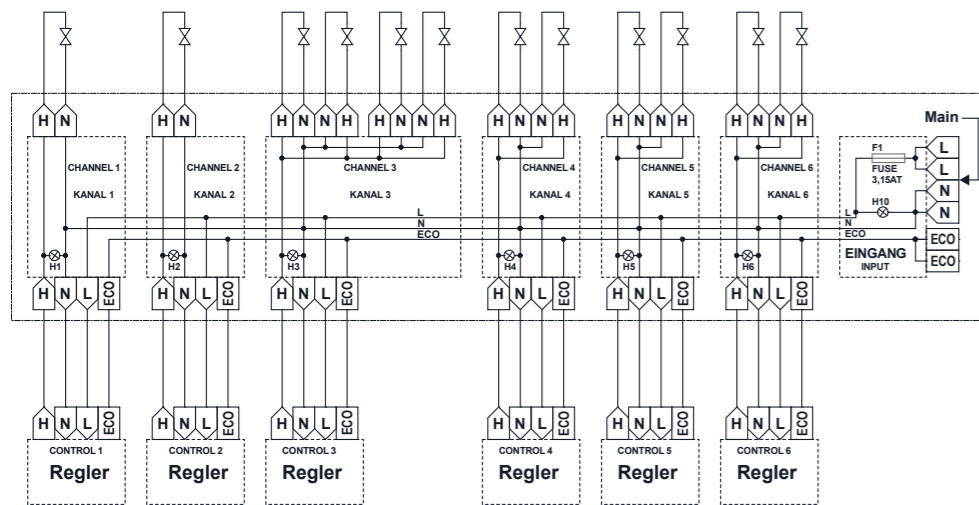 H N H N H N N H H N N H H N N H H N N H H N N H
Main
CHANNEL 1 CHANNEL 2 CHANNEL 3 CHANNEL 4 CHANNEL 5 CHANNEL 6
KANAL 1 KANAL 2 KANAL 3 KANAL 4 KANAL 5 KANAL 6
F1
FUSE
3,15AT
L
L
N
N
H10
L
N
ECO
L
N
ECO
ECO
ECO
EINGANG
INPUT
H1 H2 H3 H4 H5 H6
H N L ECO H N L ECO H N L ECO H N L ECO H N L ECO H N L ECO
H N L ECO H N L ECO H N L ECO H N L ECO H N L ECO H N L ECO
CONTROL 1 CONTROL 2 CONTROL 3 CONTROL 4 CONTROL 5 CONTROL 6
Regler Regler Regler Regler Regler Regler